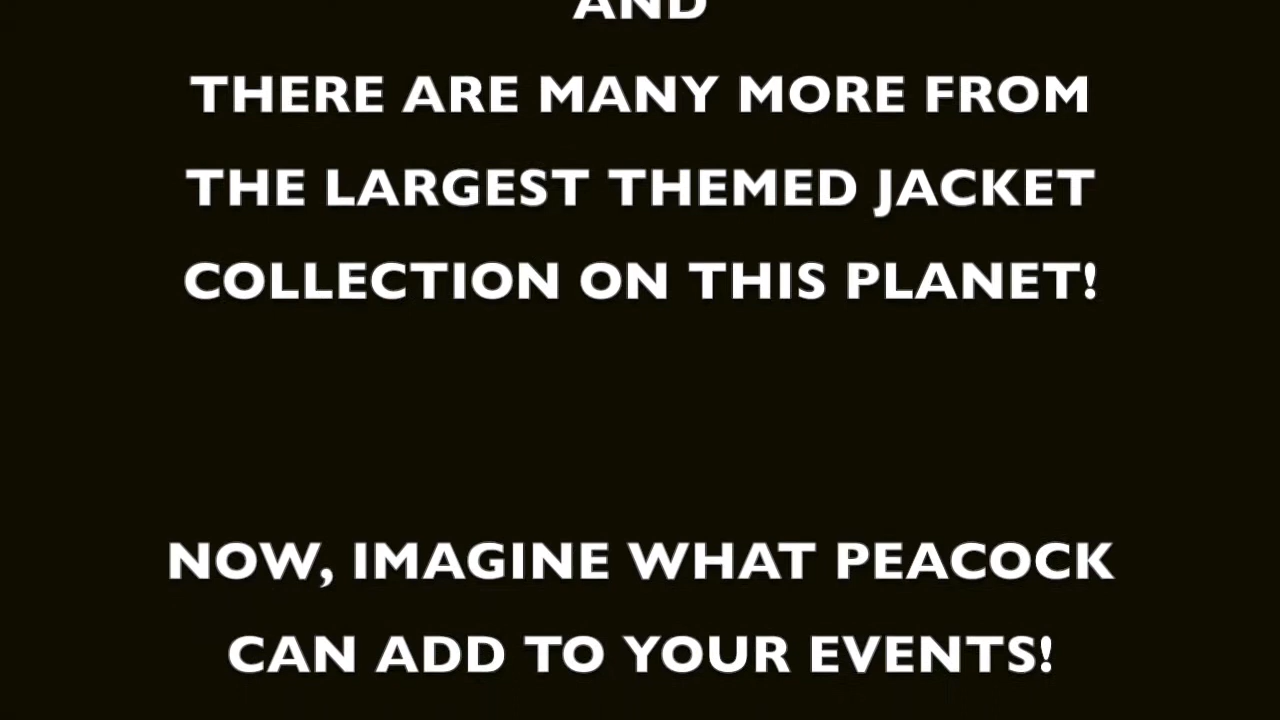 AND
THERE ARE MANY MORE FROM
THE LARGEST THEMED JACKET
COLLECTION ON THIS PLANET!
NOW, IMAGINE WHAT PEACOCK
CAN ADD TO YOUR EVENTS!